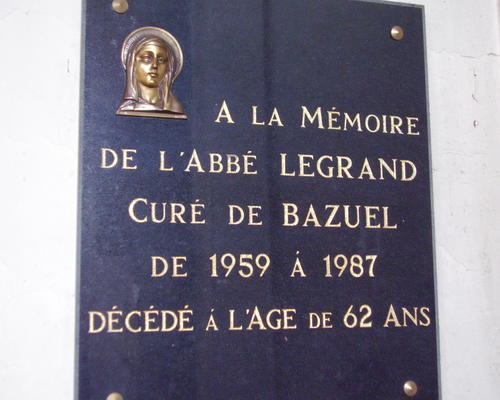 A LA MÉMOIRE
DE L'ABBÉ LEGRAND
CURÉ DE BAZUEL
DE 1959 Á 1987
DÉCÉDÉ Á L'AGE DE 62 ANS